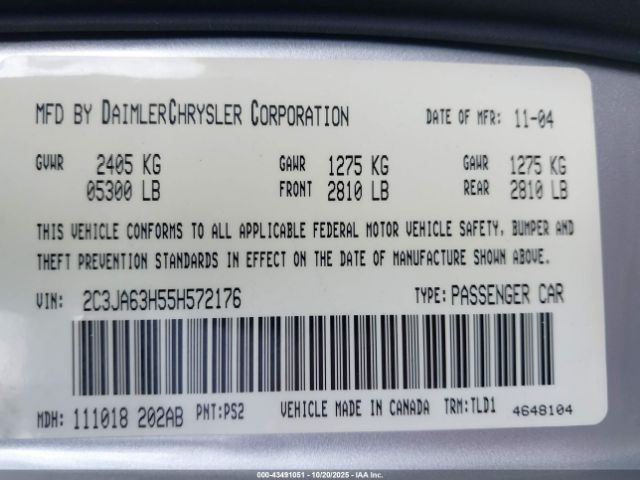 MFD BY DAIMLERCHRYSLER CORPORATION DATE OF MFR: 11-04
GVWR 2405 KG GAWR 1275 KG GAWR 1275 KG
05300 LB FRONT 2810 LB REAR 2810 LB
THIS VEHICLE CONFORMS TO ALL APPLICABLE FEDERAL MOTOR VEHICLE SAFETY, BUMPER AND
THEFT PREVENTION STANDARDS IN EFFECT ON THE DATE OF MANUFACTURE SHOWN ABOVE.
VIN: 2C3JA63H55H572176 TYPE: PASSENGER CAR
MDH: 111018 202AB PNT:PS2 VEHICLE MADE IN CANADA TRM:TLD1 4648104
000-43491051 | 10/20/2025 | IAAI.COM